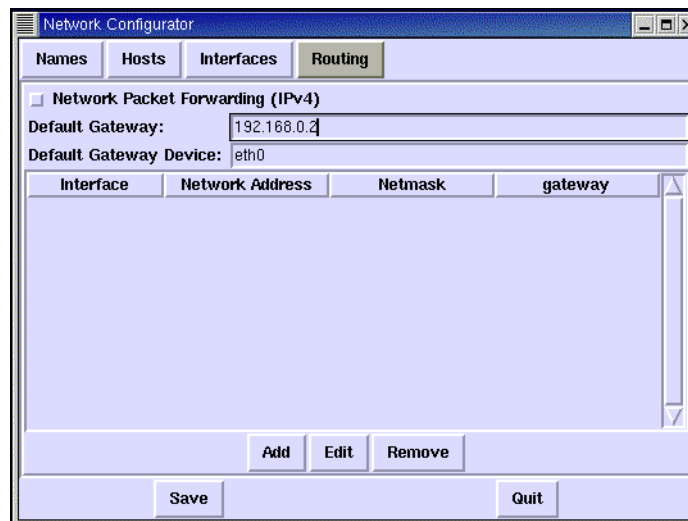 Network Configurator
Names Hosts Interfaces Routing
Network Packet Forwarding (IPv4)
Default Gateway: 192.168.0.2
Default Gateway Device: eth0
Interface Network Address Netmask gateway
Add Edit Remove
Save Quit